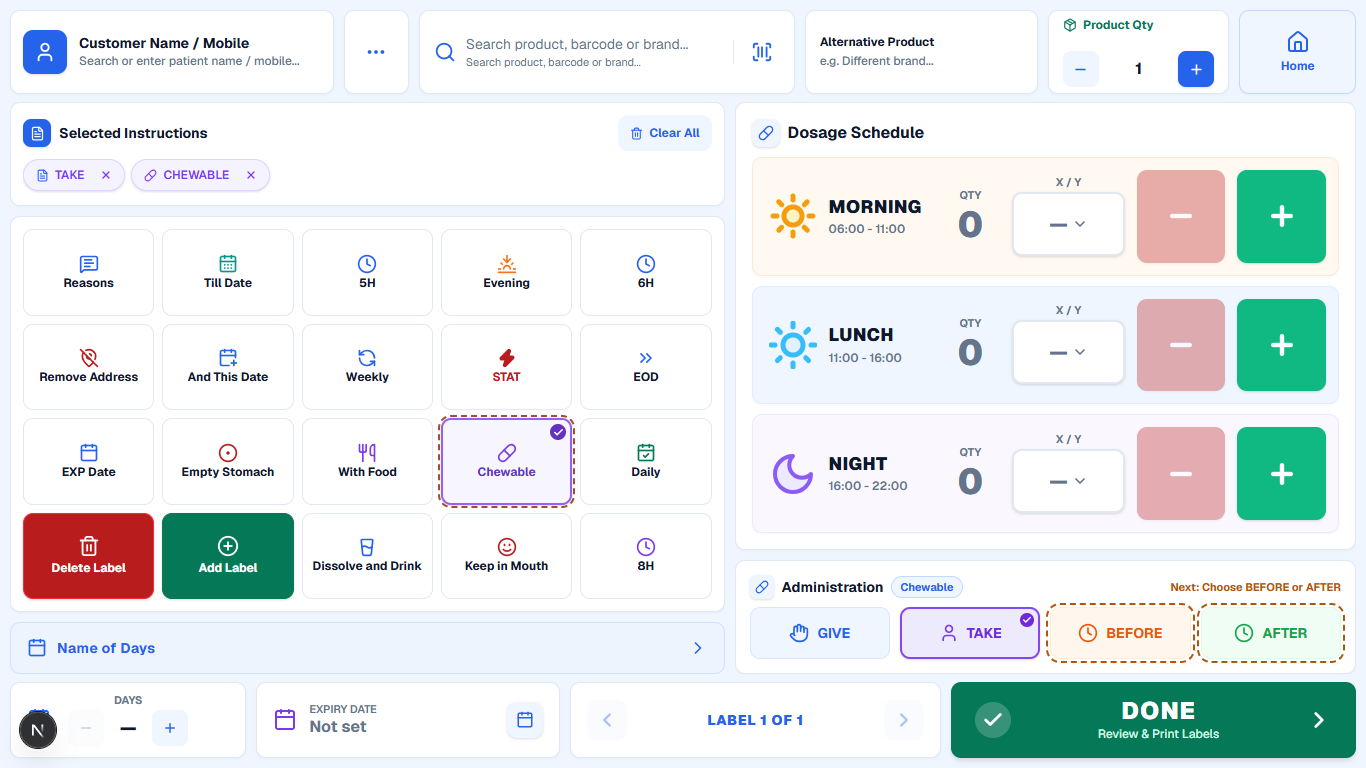 Customer Name / Mobile
Search or enter patient name / mobile...
Search product, barcode or brand...
Search product, barcode or brand...
Alternative Product
e.g. Different brand...
Product Qty
1
Home
Selected Instructions
Clear All
TAKE
CHEWABLE
Reasons
Till Date
5H
Evening
6H
Remove Address
And This Date
Weekly
STAT
EOD
EXP Date
Empty Stomach
With Food
Chewable
Daily
Delete Label
Add Label
Dissolve and Drink
Keep in Mouth
8H
Name of Days
Dosage Schedule
MORNING
06:00 - 11:00
QTY
0
X / Y
—
LUNCH
11:00 - 16:00
QTY
0
X / Y
—
NIGHT
16:00 - 22:00
QTY
0
X / Y
—
Administration
Chewable
Next: Choose BEFORE or AFTER
GIVE
TAKE
BEFORE
AFTER
DAYS
—
N
EXPIRY DATE
Not set
LABEL 1 OF 1
DONE
Review & Print Labels